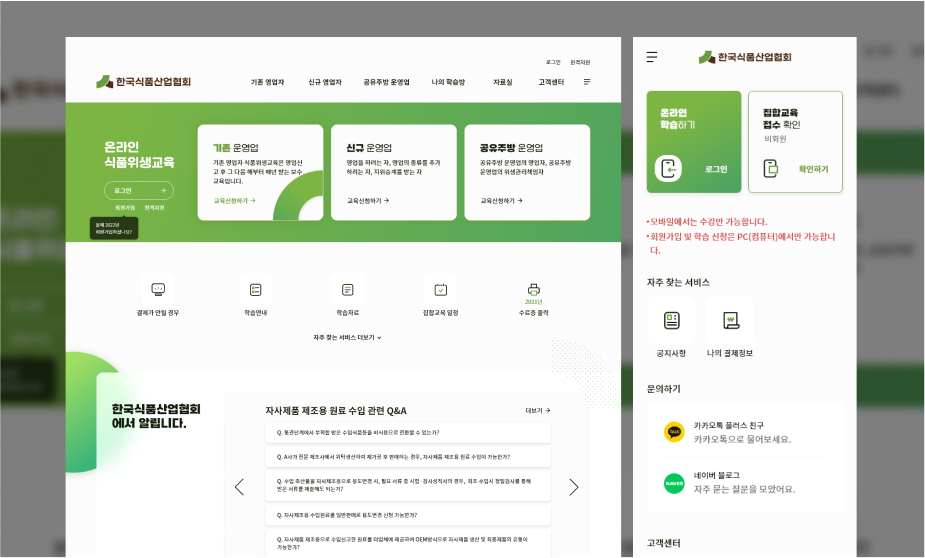 로그인 원격지원
한국식품산업협회
기존 영업자 신규 영업자 공유주방 운영업 나의 학습방 자료실 고객센터
온라인
식품위생교육
로그인
회원가입 원격지원
회원가입하셨나요?
기존 운영업
기존 영업자 식품위생교육은 영업신
고 후 그 다음 해부터 매년 받는 보수
교육입니다.
교육신청하기
신규 운영업
영업을 하려는 자, 영업의 종류를 추가
하려는 자, 지위승계를 받는 자
교육신청하기
공유주방 운영업
공유주방 운영업의 영업자, 공유주방
운영업의 위생관리책임자
교육신청하기
결제가 안될 경우
학습안내
학습자료
집합교육 일정
2021년
수료증 출력
자주 찾는 서비스 더보기
한국식품산업협회
에서 알립니다.
자사제품 제조용 원료 수입 관련 Q&A
더보기
Q. 통관단계에서 부적합 받은 수입식품등을 비식용으로 전환할 수 있는가?
Q. A사가 전문 제조사에서 위탁생산하여 제가공 후 판매하는 경우, 자사제품 제조용 원료 수입이 가능한가?
Q. 수입 축산물을 자사제조용으로 용도변경 시, 필요 서류 중 시험·검사성적서의 경우, 최초 수입시 정밀검사를 통해
받은 서류를 제출해도 되는가?
Q. 자사제조용 수입원료를 일반판매로 용도변경 신청 가능한가?
Q. 자사제품 제조용으로 수입신고한 원료를 타업체에 제공하여 OEM방식으로 자사제품 생산 및 최종제품의 유통이
가능한가?
한국식품산업협회
온라인
학습하기
로그인
집합교육
접수 확인
비회원
확인하기
•모바일에서는 수강만 가능합니다.
•회원가입 및 학습 신청은 PC(컴퓨터)에서만 가능합니
다.
자주 찾는 서비스
공지사항
나의 결제정보
문의하기
카카오톡 플러스 친구
카카오톡으로 물어보세요.
NAVER
네이버 블로그
자주 묻는 질문을 모았어요.
고객센터